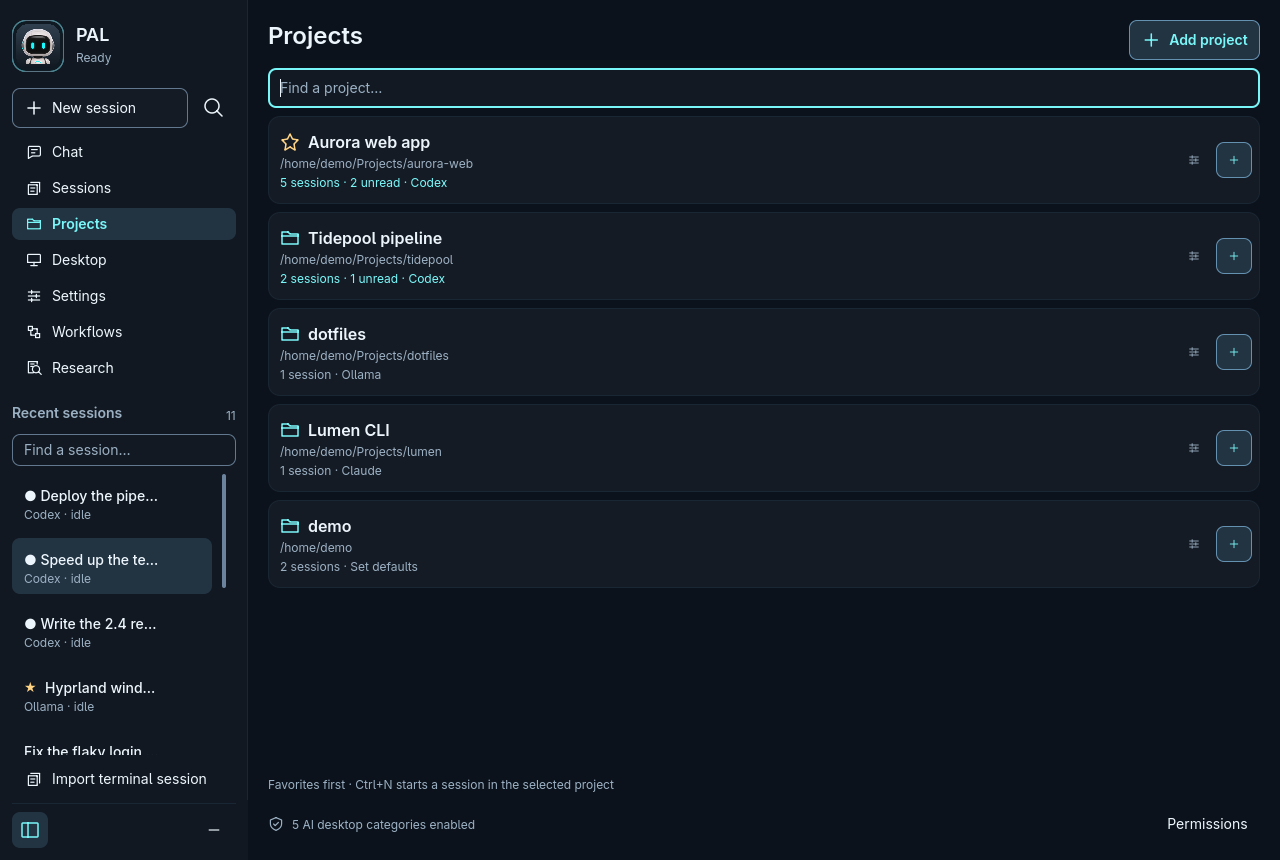 PAL
Ready
New session
Chat
Sessions
Projects
Desktop
Settings
Workflows
Research
Recent sessions
11
Find a session...
Deploy the pipe...
Codex · idle
Speed up the te...
Codex · idle
Write the 2.4 re...
Codex · idle
★ Hyprland wind...
Ollama · idle
Fix the flaky login
Import terminal session
Projects
Add project
Find a project...
Aurora web app
/home/demo/Projects/aurora-web
5 sessions · 2 unread · Codex
Tidepool pipeline
/home/demo/Projects/tidepool
2 sessions · 1 unread · Codex
dotfiles
/home/demo/Projects/dotfiles
1 session · Ollama
Lumen CLI
/home/demo/Projects/lumen
1 session · Claude
demo
/home/demo
2 sessions · Set defaults
Favorites first · Ctrl+N starts a session in the selected project
5 AI desktop categories enabled
Permissions